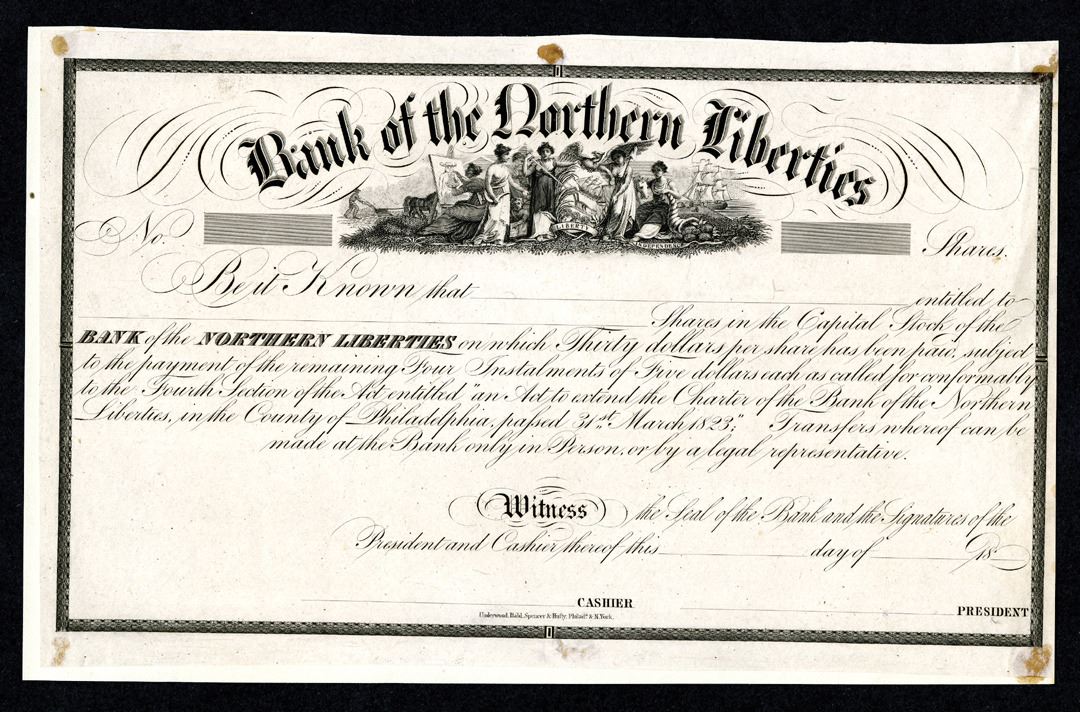 Bank of the Northern Liberties
LIBERTY
INDEPENDENCE
No. Shares.
Be it Known that entitled to
Shares in the Capital Stock of the
BANK of the NORTHERN LIBERTIES on which Thirty dollars per share has been paid, subject
to the payment of the remaining Four Instalments of Five dollars each as called for conformably
to the Fourth Section of the Act entitled "an Act to extend the Charter of the Bank of the Northern
Liberties, in the County of Philadelphia, passed 31st March 1823;" Transfers whereof can be
made at the Bank only in Person, or by a legal representative.
Witness the Seal of the Bank and the Signatures of the
President and Cashier thereof this day of 18
CASHIER PRESIDENT
Underwood, Bald, Spencer & Hufty, Philada. & N. York.